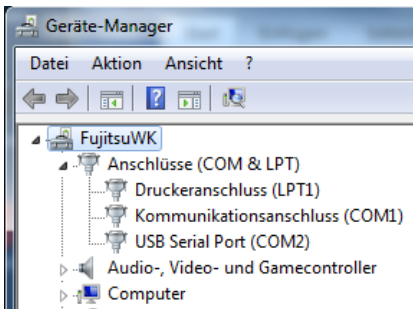 Geräte-Manager
Datei Aktion Ansicht ?
FujitsuWK
Anschlüsse (COM & LPT)
Druckeranschluss (LPT1)
Kommunikationsanschluss (COM1)
USB Serial Port (COM2)
Audio-, Video- und Gamecontroller
Computer